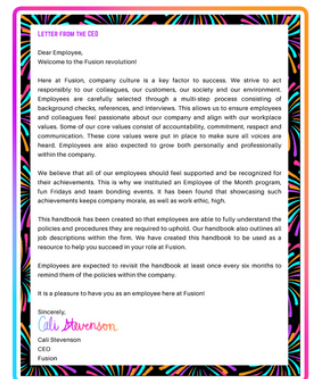 LETTER FROM THE CEO
Dear Employee,
Welcome to the Fusion revolution!
Here at Fusion, company culture is a key factor to success. We strive to act
responsibly to our colleagues, our customers, our society and our environment.
Employees are carefully selected through a multi-step process consisting of
background checks, references, and interviews. This allows us to ensure employees
and colleagues feel passionate about our company and align with our workplace
values. Some of our core values consist of accountability, commitment, respect and
communication. These core values were put in place to make sure all voices are
heard. Employees are also expected to grow both personally and professionally
within the company.
We believe that all of our employees should feel supported and be recognized for
their achievements. This is why we instituted an Employee of the Month program,
fun Fridays and team bonding events. It has been found that showcasing such
achievements keeps company morale, as well as work ethic, high.
This handbook has been created so that employees are able to fully understand the
policies and procedures they are required to uphold. Our handbook also outlines all
job descriptions within the firm. We have created this handbook to be used as a
resource to help you succeed in your role at Fusion.
Employees are expected to revisit the handbook at least once every six months to
remind them of the policies within the company.
It is a pleasure to have you as an employee here at Fusion!
Sincerely,
Cali Stevenson
Cali Stevenson
CEO
Fusion